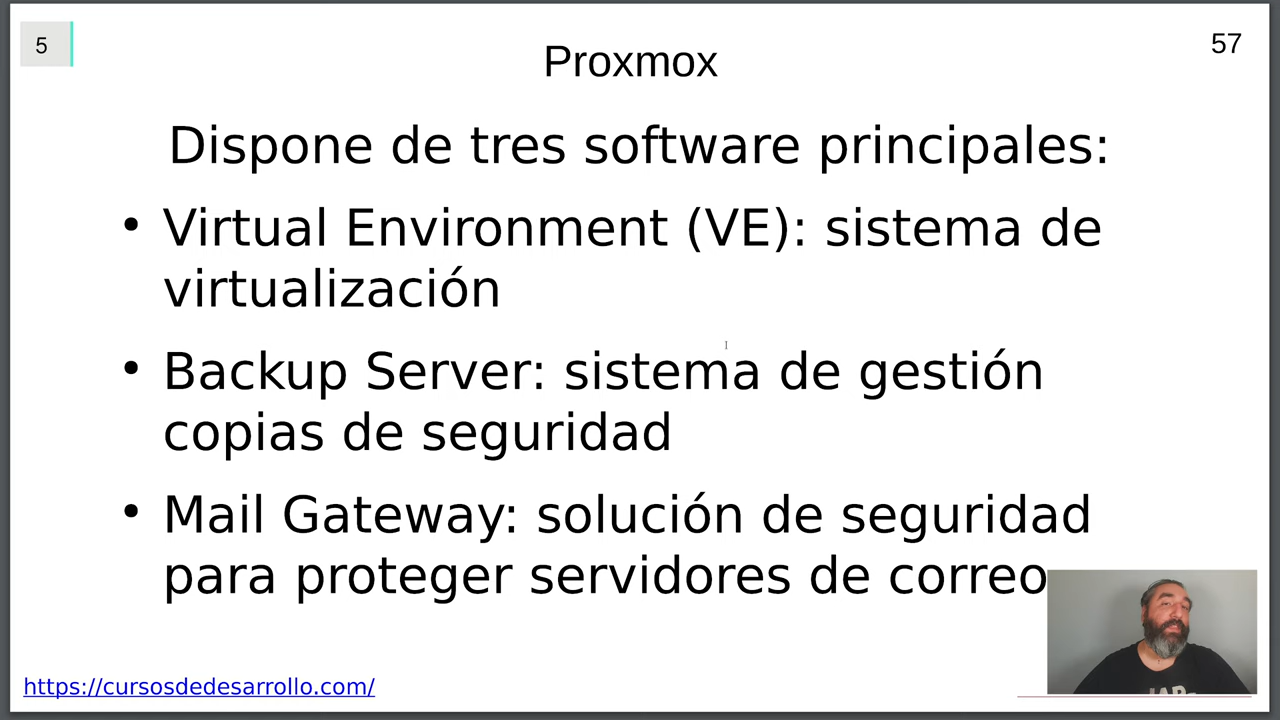 5
57
Proxmox
Dispone de tres software principales:
• Virtual Environment (VE): sistema de
virtualización
• Backup Server: sistema de gestión
copias de seguridad
• Mail Gateway: solución de seguridad
para proteger servidores de correo
https://cursosdedesarrollo.com/